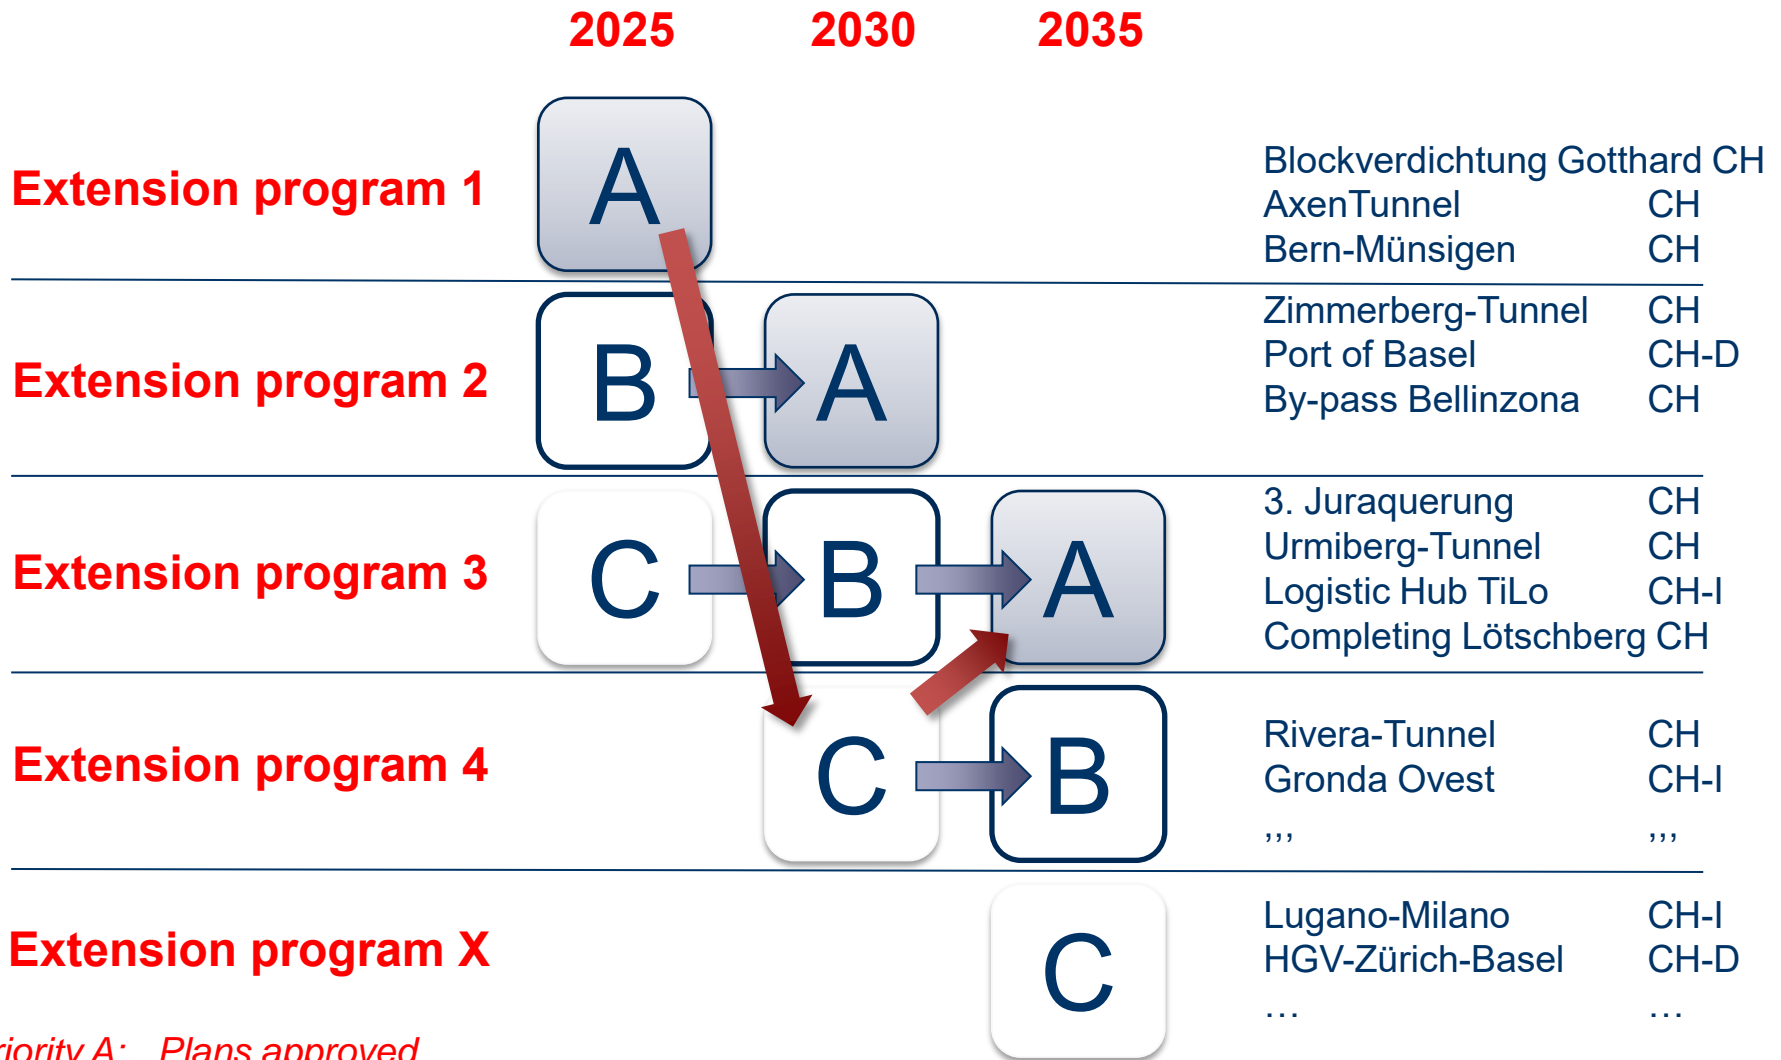 2025 2030 2035
Extension program 1 A Blockverdichtung Gotthard CH
AxenTunnel CH
Bern-Münsigen CH
Extension program 2 B A Zimmerberg-Tunnel CH
Port of Basel CH-D
By-pass Bellinzona CH
Extension program 3 C B A 3. Juraquerung CH
Urmiberg-Tunnel CH
Logistic Hub TiLo CH-I
Completing Lötschberg CH
Extension program 4 C B Rivera-Tunnel CH
Gronda Ovest CH-I
,,, ,,,
Extension program X C Lugano-Milano CH-I
HGV-Zürich-Basel CH-D
… …
A: Plans approved